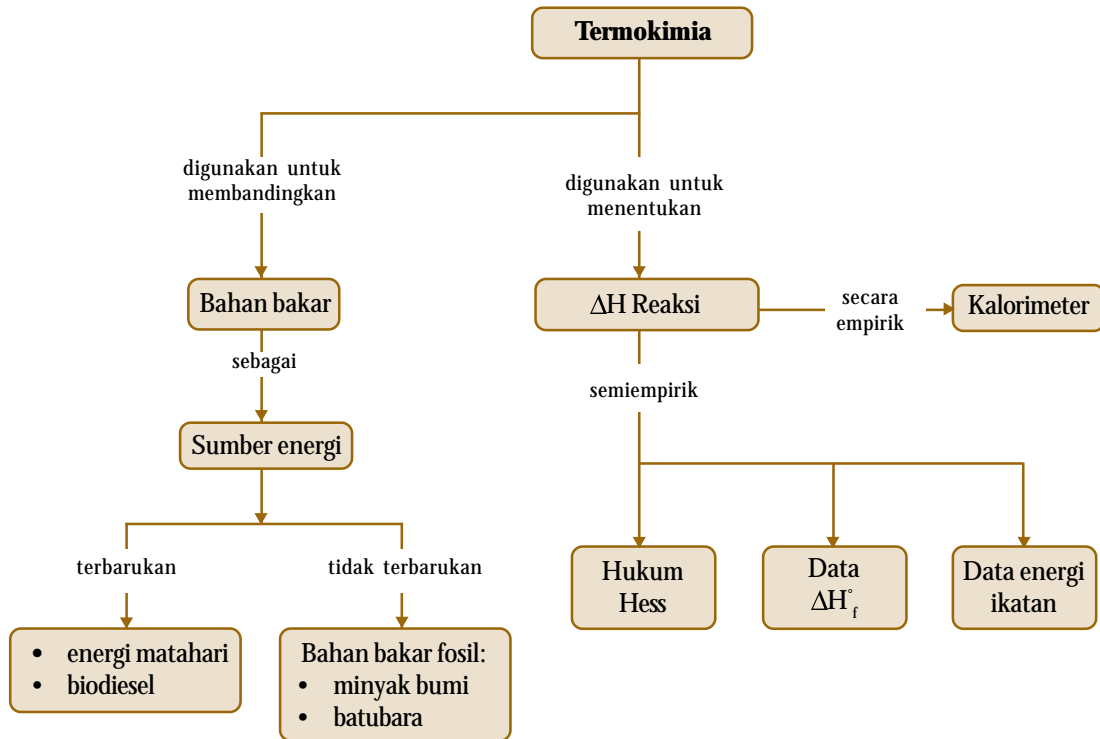 Termokimia
digunakan untuk
membandingkan
digunakan untuk
menentukan
Bahan bakar
ΔH Reaksi
secara
empirik
Kalorimeter
sebagai
semiempirik
Sumber energi
terbarukan
tidak terbarukan
Hukum
Hess
Data
ΔH°f
Data energi
ikatan
• energi matahari
• biodiesel
Bahan bakar fosil:
• minyak bumi
• batubara